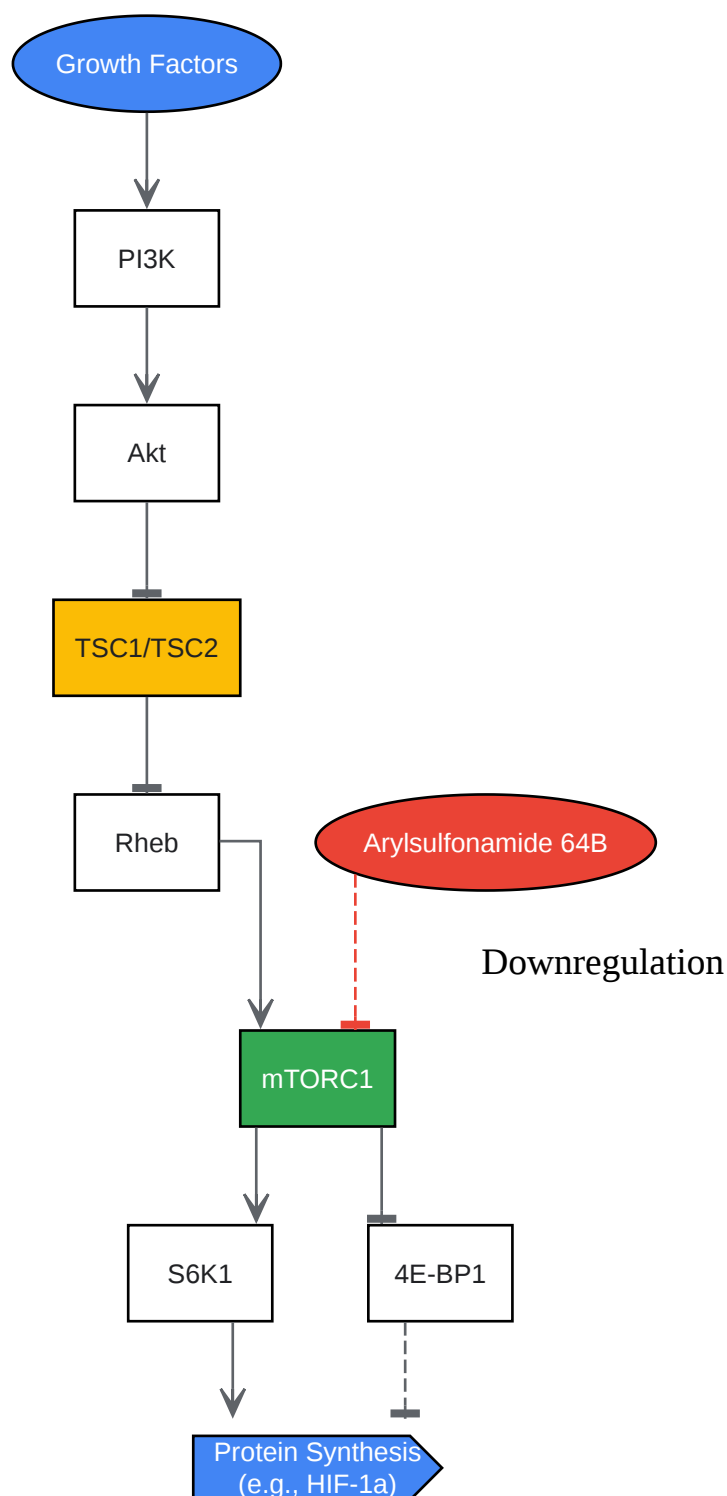 Growth Factors
PI3K
Akt
TSC1/TSC2
Rheb
Arylsulfonamide 64B
Downregulation
mTORC1
S6K1
4E-BP1
Protein Synthesis
(e.g., HIF-1a)